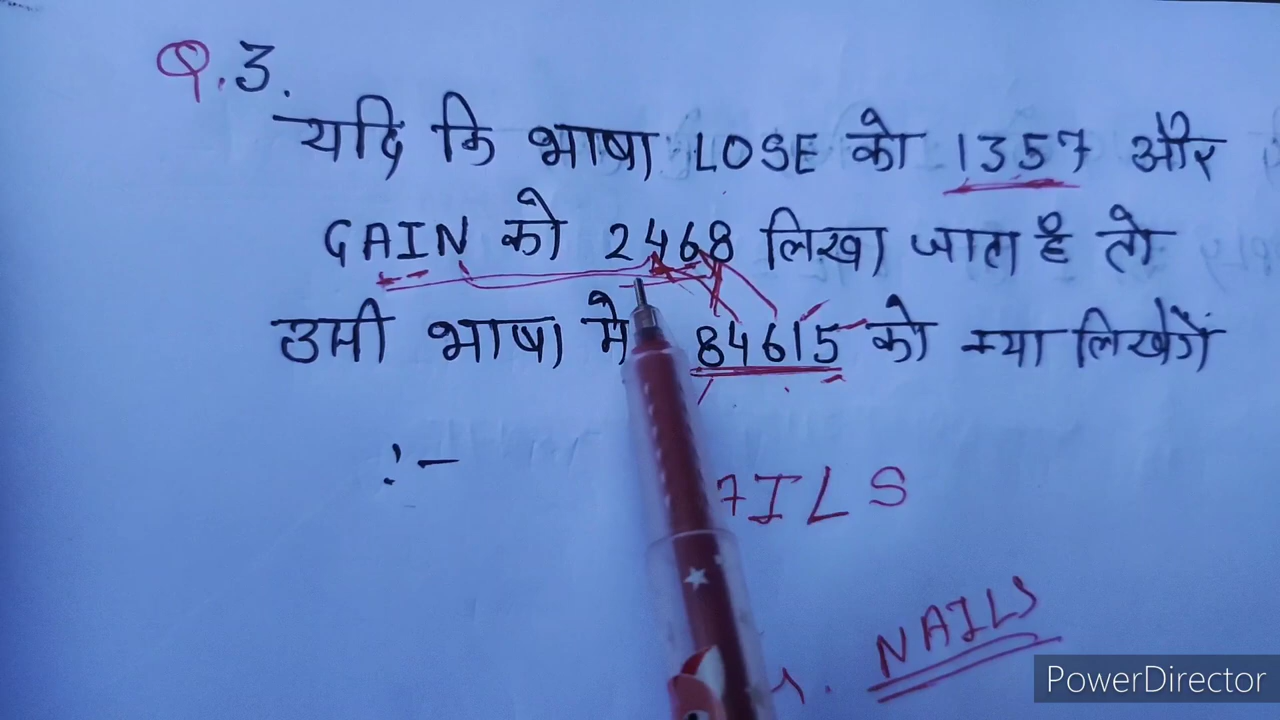 Q.3.
यदि कि भाषा LOSE को 1357 और
GAIN को 2468 लिखा जाता है तो
उसी भाषा मे 84615 को क्या लिखेगें
:-
ILS
NAILS
PowerDirector